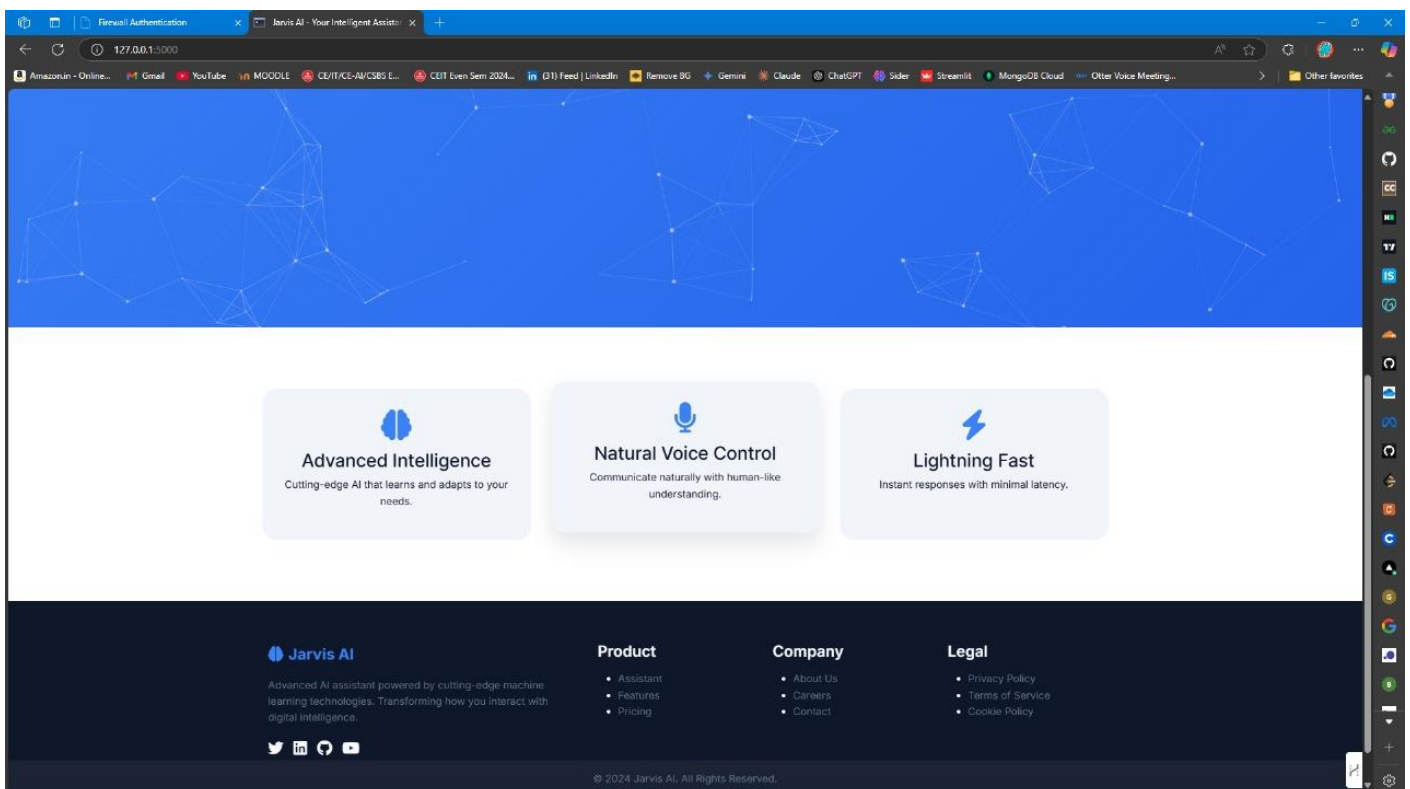 Firewall Authentication
Jarvis AI - Your Intelligent Assistan
127.0.0.1:5000
Amazon.in - Online... Gmail YouTube MOODLE CE/IT/CE-AI/CSBS E... CEIT Even Sem 2024... (31) Feed | LinkedIn Remove BG Gemini Claude ChatGPT Sider Streamlit MongoDB Cloud Otter Voice Meeting... Other favorites
Advanced Intelligence
Cutting-edge AI that learns and adapts to your
needs.
Natural Voice Control
Communicate naturally with human-like
understanding.
Lightning Fast
Instant responses with minimal latency.
Jarvis AI
Advanced AI assistant powered by cutting-edge machine
learning technologies. Transforming how you interact with
digital intelligence.
Product
Assistant
Features
Pricing
Company
About Us
Careers
Contact
Legal
Privacy Policy
Terms of Service
Cookie Policy
© 2024 Jarvis AI. All Rights Reserved.